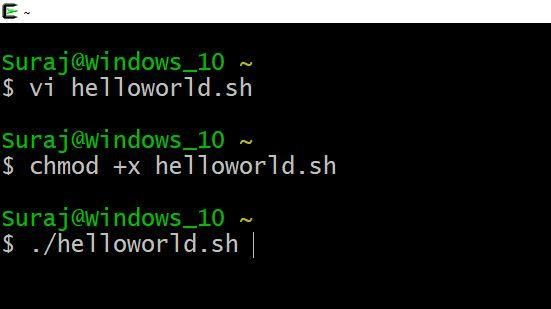 ~
Suraj@Windows_10 ~
$ vi helloworld.sh
Suraj@Windows_10 ~
$ chmod +x helloworld.sh
Suraj@Windows_10 ~
$ ./helloworld.sh